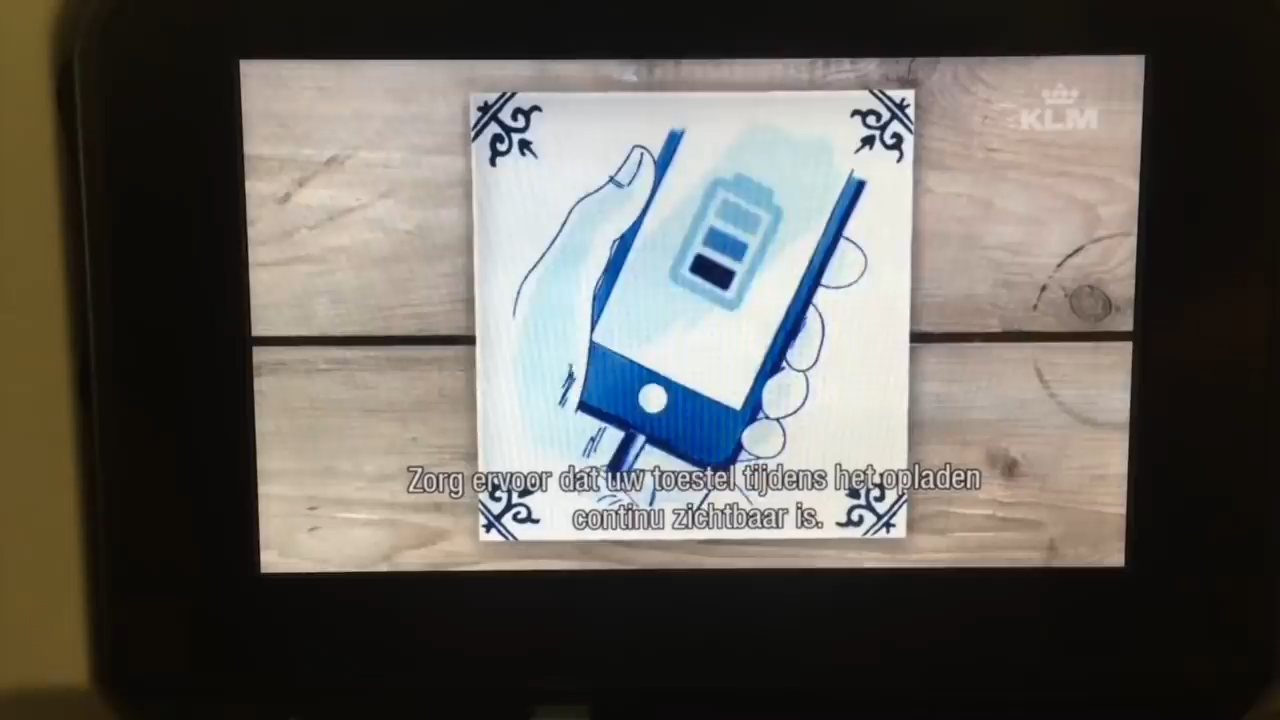 KLM
Zorg ervoor dat uw toestel tijdens het opladen
continu zichtbaar is.